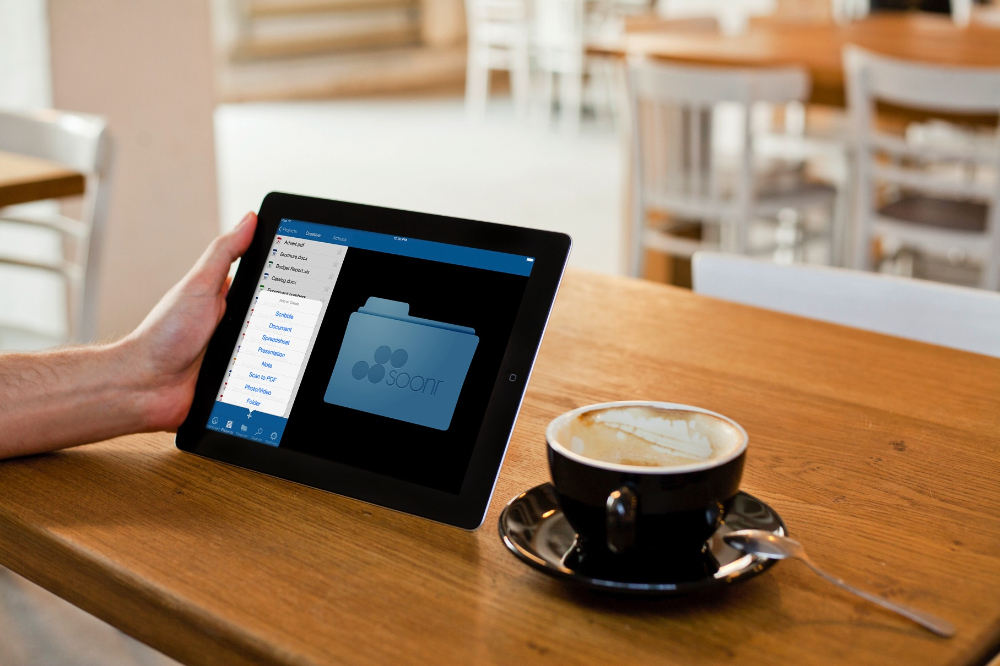 iPad
12:00 PM
Projects
Creative
Actions
Advert.pdf
Brochure.docx
Budget Report.xls
Catalog.docx
Experiment numbers
Add or Create
Scribble
Document
Spreadsheet
Presentation
Note
Scan to PDF
Photo/Video
Folder
Dashboard
Projects
Devices
Search
Settings
soonr